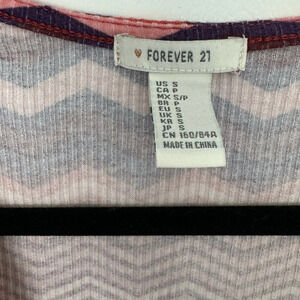 FOREVER 21
US S
CA P
MX S/P
BR P
EU S
UK S
KR S
JP S
CN 160/84A
MADE IN CHINA